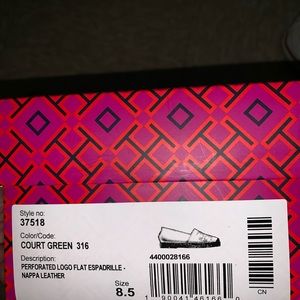 Style no:
37518
Color/Code:
COURT GREEN 316
Description:
4400028166
PERFORATED LOGO FLAT ESPADRILLE -
NAPPA LEATHER
Size
8.5
CN